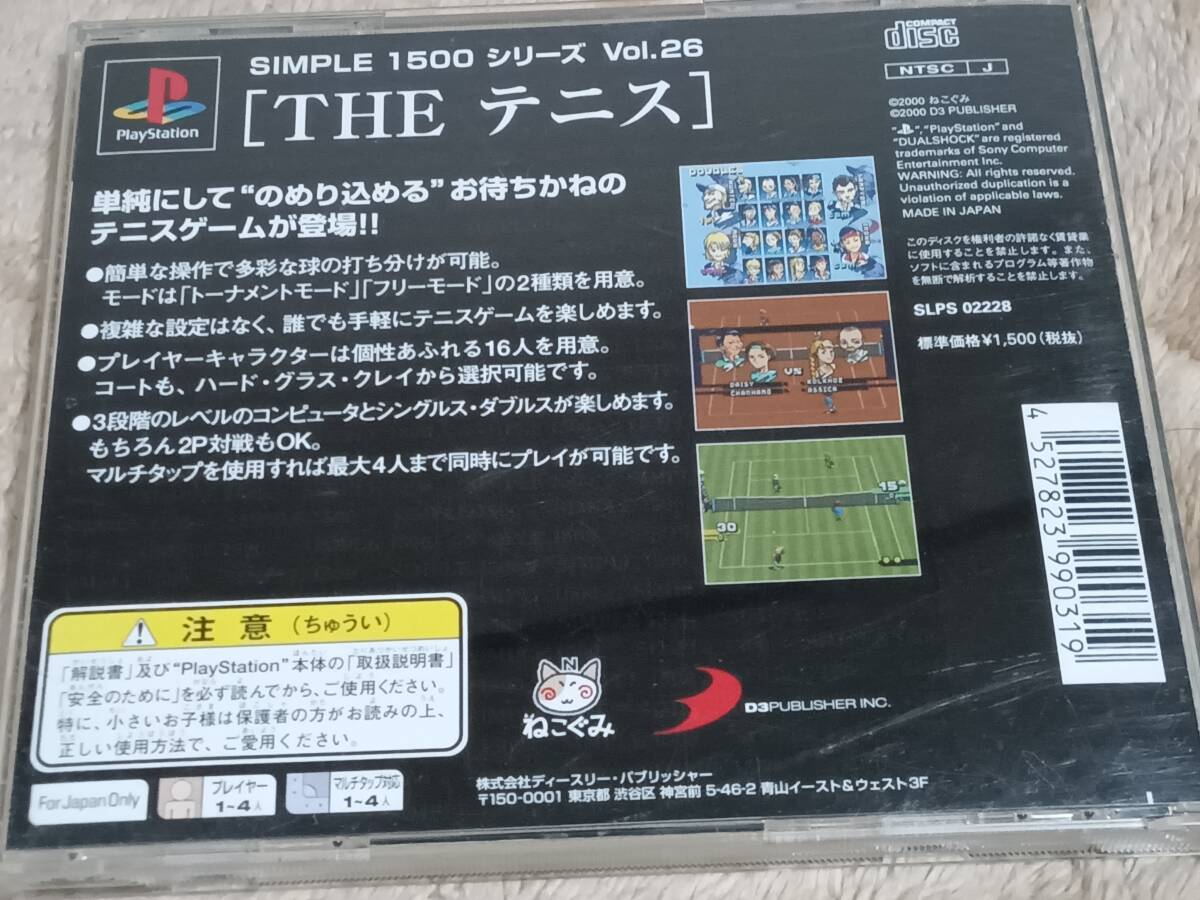 PlayStation
SIMPLE 1500 シリーズ Vol.26
[THE テニス]
単純にして“のめり込める”お待ちかねの
テニスゲームが登場!!
●簡単な操作で多彩な球の打ち分けが可能。
モードは「トーナメントモード」「フリーモード」の2種類を用意。
●複雑な設定はなく、誰でも手軽にテニスゲームを楽しめます。
●プレイヤーキャラクターは個性あふれる16人を用意。
コートも、ハード・グラス・クレイから選択可能です。
●3段階のレベルのコンピュータとシングルス・ダブルスが楽しめます。
もちろん2P対戦もOK。
マルチタップを使用すれば最大4人まで同時にプレイが可能です。
VS
DAISY
CHANHAMO
KOLKADE
ASSICA
15
30
COMPACT
disc
NTSC J
©2000 ねこぐみ
©2000 D3 PUBLISHER
“ ”, “PlayStation” and
“DUALSHOCK” are registered
trademarks of Sony Computer
Entertainment Inc.
WARNING: All rights reserved.
Unauthorized duplication is a
violation of applicable laws.
MADE IN JAPAN
このディスクを権利者の許諾なく賃貸業
に使用することを禁止します。また、
ソフトに含まれるプログラム等著作物
を無断で解析することを禁止します。
SLPS 02228
標準価格¥1,500(税抜)
4 527823 990319
注意(ちゅうい)
「解説書」及び“PlayStation”本体の「取扱説明書」
「安全のために」を必ず読んでから、ご使用ください。
特に、小さいお子様は保護者の方がお読みの上、
正しい使用方法で、ご愛用ください。
For Japan Only
プレイヤー
1~4人
マルチタップ対応
1~4人
N
ねこぐみ
D3PUBLISHER INC.
株式会社ディースリー・パブリッシャー
〒150-0001 東京都 渋谷区 神宮前 5-46-2 青山イースト&ウェスト3F